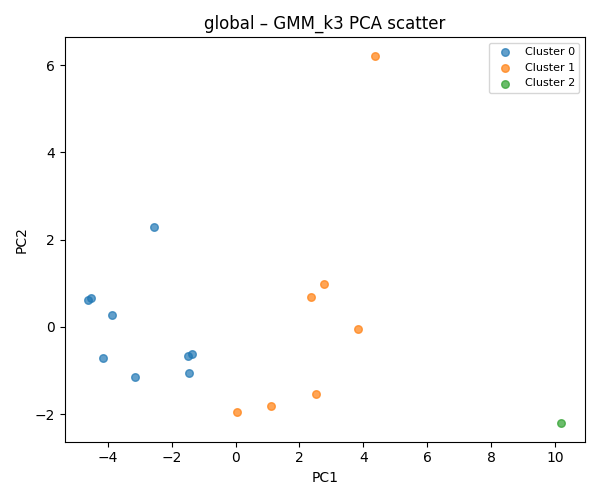 global – GMM_k3 PCA scatter
Cluster 0
Cluster 1
Cluster 2
6
4
2
0
−2
PC2
−4
−2
0
2
4
6
8
10
PC1